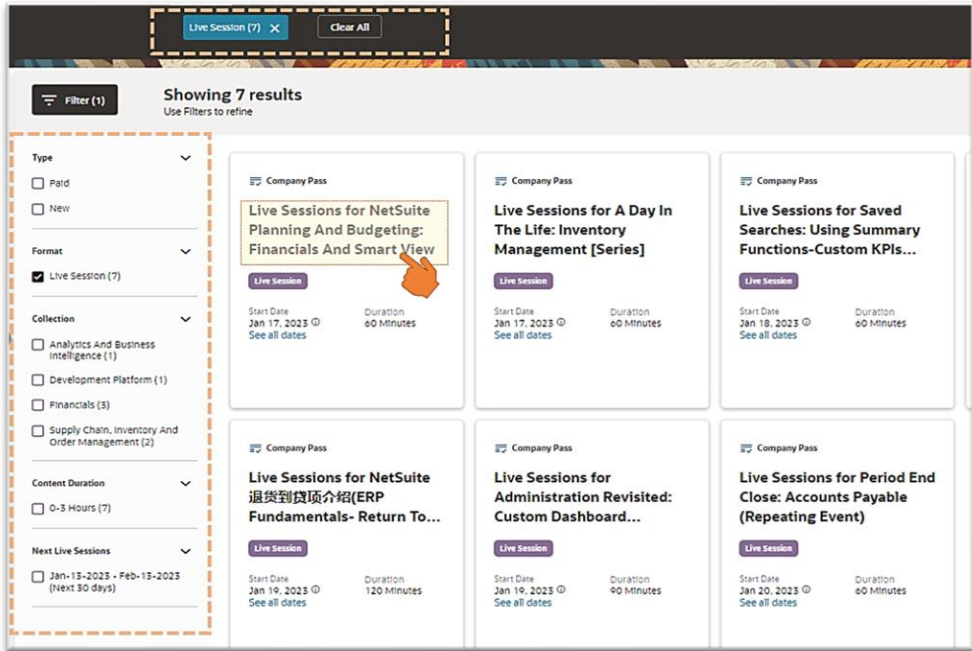 Live Session (7) ✕
Clear All
Filter (1)
Showing 7 results
Use Filters to refine
Type
Paid
New
Format
Live Session (7)
Collection
Analytics And Business
Intelligence (1)
Development Platform (1)
Financials (3)
Supply Chain, Inventory And
Order Management (2)
Content Duration
0-3 Hours (7)
Next Live Sessions
Jan-13-2023 - Feb-13-2023
(Next 30 days)
Company Pass
Live Sessions for NetSuite
Planning And Budgeting:
Financials And Smart View
Live Session
Start Date
Duration
Jan 17, 2023
60 Minutes
See all dates
Company Pass
Live Sessions for A Day In
The Life: Inventory
Management [Series]
Live Session
Start Date
Duration
Jan 17, 2023
60 Minutes
See all dates
Company Pass
Live Sessions for Saved
Searches: Using Summary
Functions-Custom KPIs...
Live Session
Start Date
Duration
Jan 18, 2023
60 Minutes
See all dates
Company Pass
Live Sessions for NetSuite
退货到贷项介绍(ERP
Fundamentals- Return To...
Live Session
Start Date
Duration
Jan 19, 2023
120 Minutes
See all dates
Company Pass
Live Sessions for
Administration Revisited:
Custom Dashboard...
Live Session
Start Date
Duration
Jan 19, 2023
90 Minutes
See all dates
Company Pass
Live Sessions for Period End
Close: Accounts Payable
(Repeating Event)
Live Session
Start Date
Duration
Jan 20, 2023
60 Minutes
See all dates